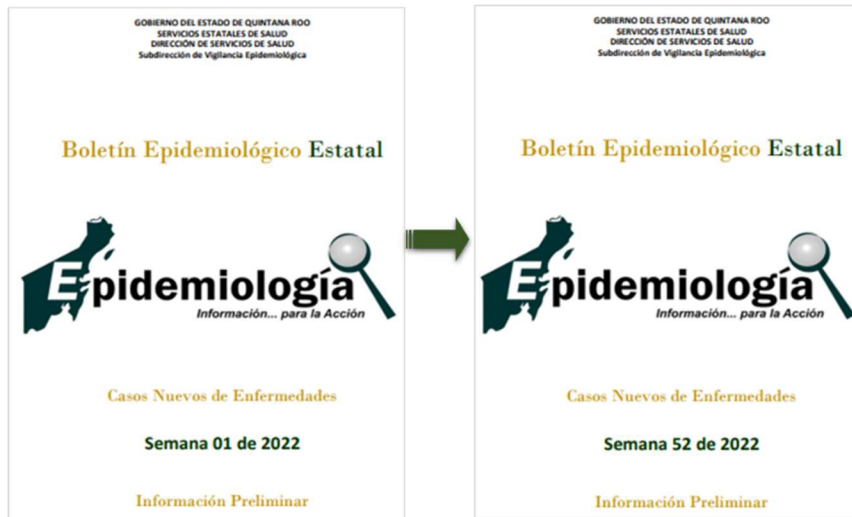 GOBIERNO DEL ESTADO DE QUINTANA ROO
SERVICIOS ESTATALES DE SALUD
DIRECCIÓN DE SERVICIOS DE SALUD
Subdirección de Vigilancia Epidemiológica
Boletín Epidemiológico Estatal
Epidemiología
Información... para la Acción
Casos Nuevos de Enfermedades
Semana 01 de 2022
Información Preliminar
GOBIERNO DEL ESTADO DE QUINTANA ROO
SERVICIOS ESTATALES DE SALUD
DIRECCIÓN DE SERVICIOS DE SALUD
Subdirección de Vigilancia Epidemiológica
Boletín Epidemiológico Estatal
Epidemiología
Información... para la Acción
Casos Nuevos de Enfermedades
Semana 52 de 2022
Información Preliminar